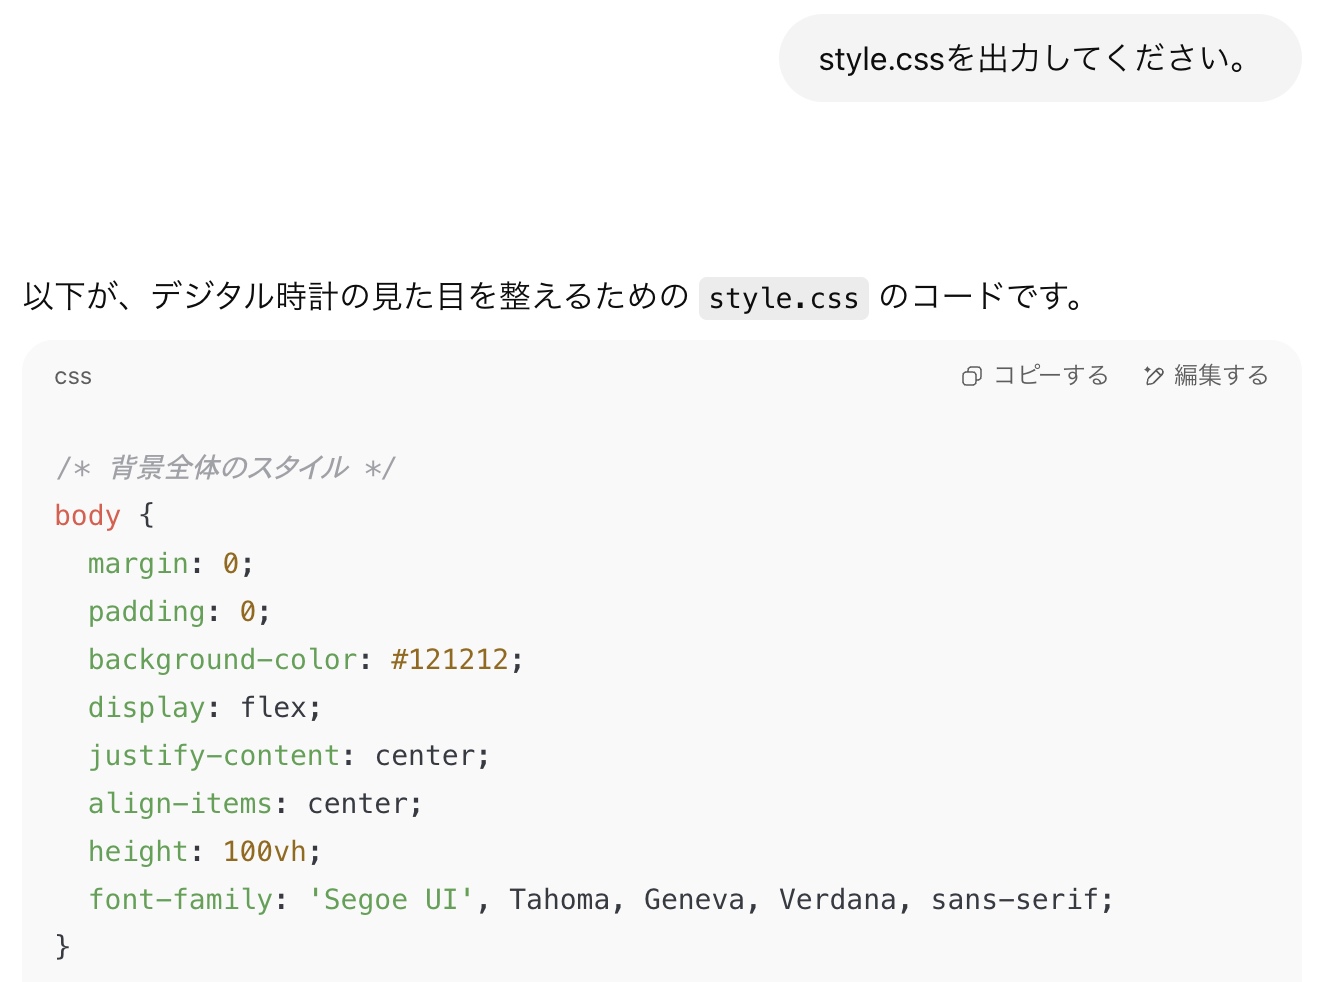 style.cssを出力してください。
以下が、デジタル時計の見た目を整えるための style.css のコードです。
css コピーする 編集する
/* 背景全体のスタイル */
body {
  margin: 0;
  padding: 0;
  background-color: #121212;
  display: flex;
  justify-content: center;
  align-items: center;
  height: 100vh;
  font-family: 'Segoe UI', Tahoma, Geneva, Verdana, sans-serif;
}